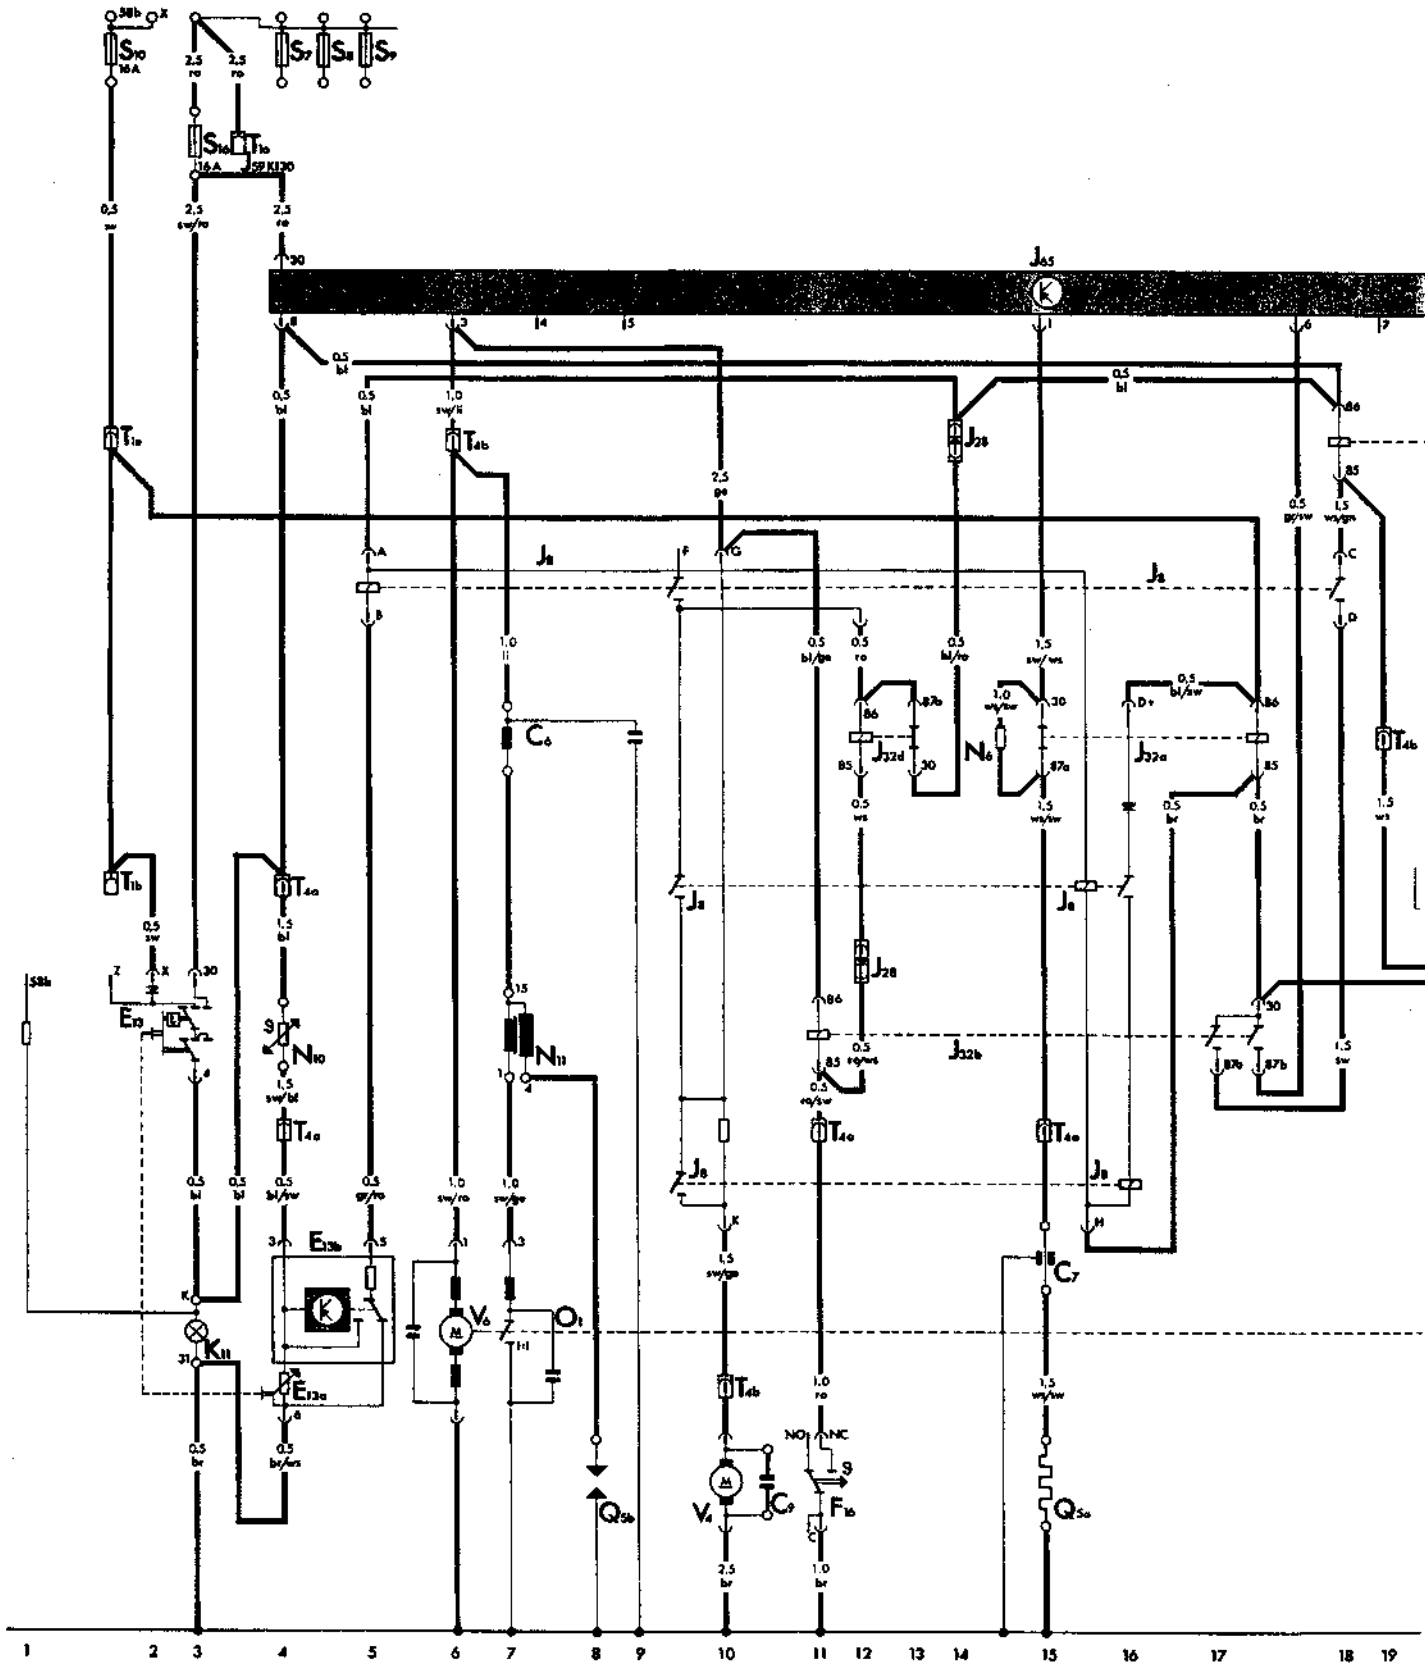 58b X
S10
16A
S7 S8 S9
2,5
ro
2,5
ro
S16
16A
T1a
J59 Kl30
0,5
sw
2,5
sw/ro
2,5
ro
30
J65
8 3 4 5 1 6 7
0,5
bl
0,5
bl
0,5
bl
0,5
bl
1,0
sw/li
86
T1a
T4b
J28
85
2,5
ge
0,5
gr/sw
1,5
ws/gn
A
F G
C
J8
J8
B
D
1,0
li
0,5
bl/ge
0,5
ro
0,5
bl/ro
1,5
sw/ws
0,5
bl/sw
1,0
ws/sw
86 87b 30 D+ 86
C6
J32d
N6
J32a
T4b
85 30 87a 85
0,5
ws
1,5
ws/sw
0,5
br
0,5
br
1,5
ws
T1b
T4a
J8
J8
0,5
sw
1,5
bl
J28
58b
Z X 30
15
86
30
E13
N10
N11
J32b
1,5
sw
4
1 4
85
87b 87b
0,5
ro/ws
1,5
sw/bl
0,5
ro/sw
T4a
T4a
T4a
J8
J8
0,5
bl
0,5
bl
0,5
bl/sw
0,5
gr/ro
1,0
sw/ro
1,0
sw/ge
K
H
3 E13b 5 1 3
1,5
sw/ge
C7
K
V6
O1
K11
31
E13a
6
T4b
1,0
ro
1,5
ws/sw
0,5
br
0,5
br/ws
NO NC
V4
C9
F16
Q5b
Q5a
C
2,5
br
1,0
br
1 2 3 4 5 6 7 8 9 10 11 12 13 14 15 16 17 18 19